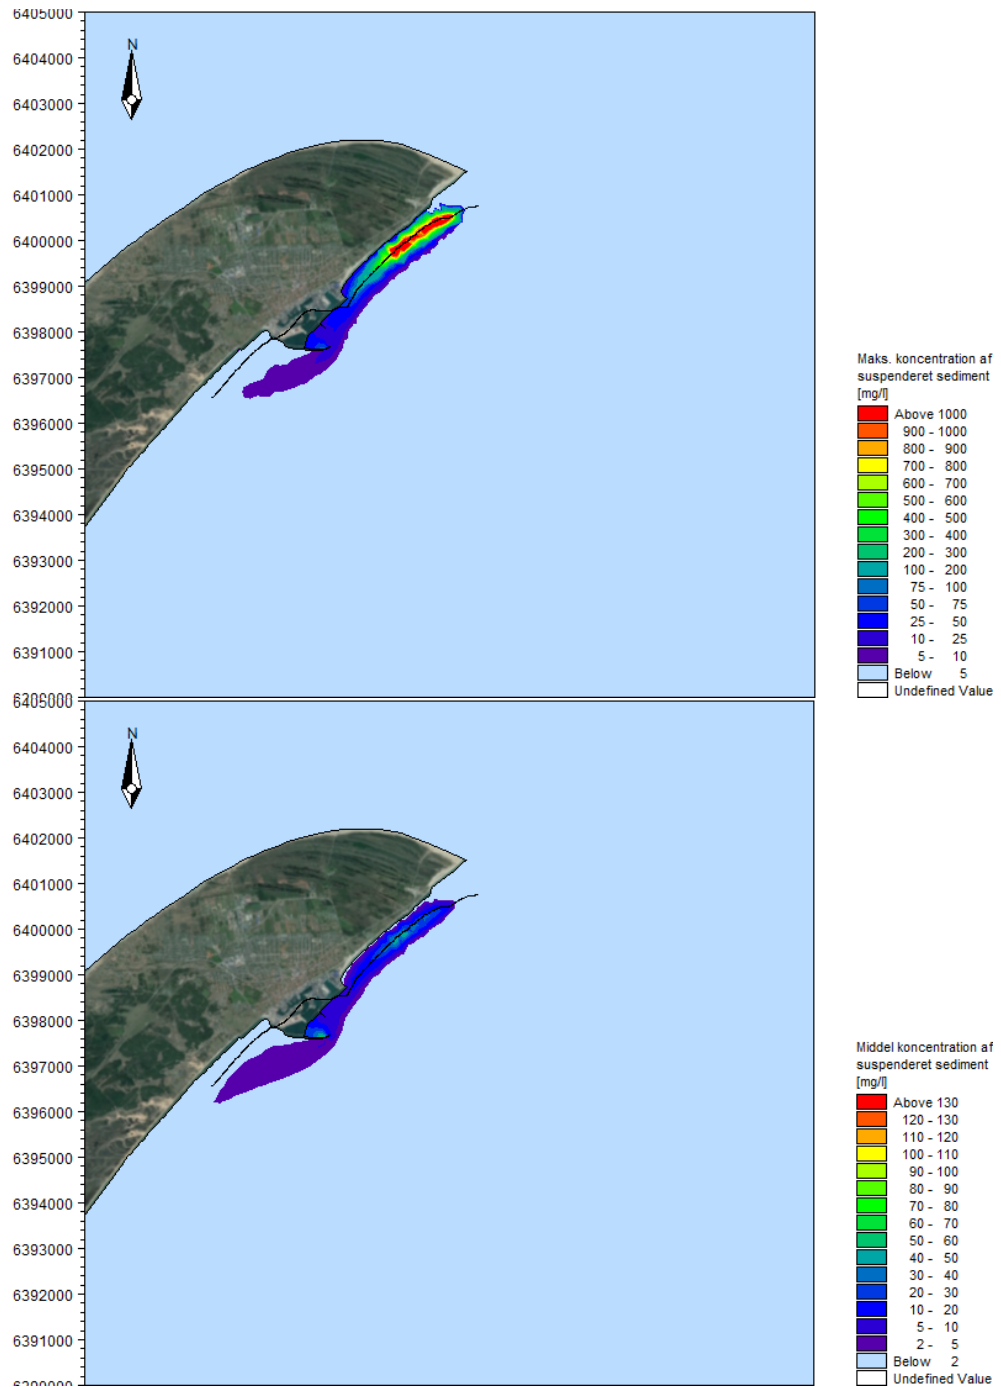 6405000
N
6404000
6403000
6402000
6401000
6400000
6399000
6398000
6397000
6396000
6395000
6394000
6393000
6392000
6391000
Maks. koncentration af
suspenderet sediment
[mg/l]
Above 1000
900 - 1000
800 - 900
700 - 800
600 - 700
500 - 600
400 - 500
300 - 400
200 - 300
100 - 200
75 - 100
50 - 75
25 - 50
10 - 25
5 - 10
Below 5
Undefined Value
N
6404000
6403000
6402000
6401000
6400000
6399000
6398000
6397000
6396000
6395000
6394000
6393000
6392000
6391000
Middel koncentration af
suspenderet sediment
[mg/l]
Above 130
120 - 130
110 - 120
100 - 110
90 - 100
80 - 90
70 - 80
60 - 70
50 - 60
40 - 50
30 - 40
20 - 30
10 - 20
5 - 10
2 - 5
Below 2
Undefined Value